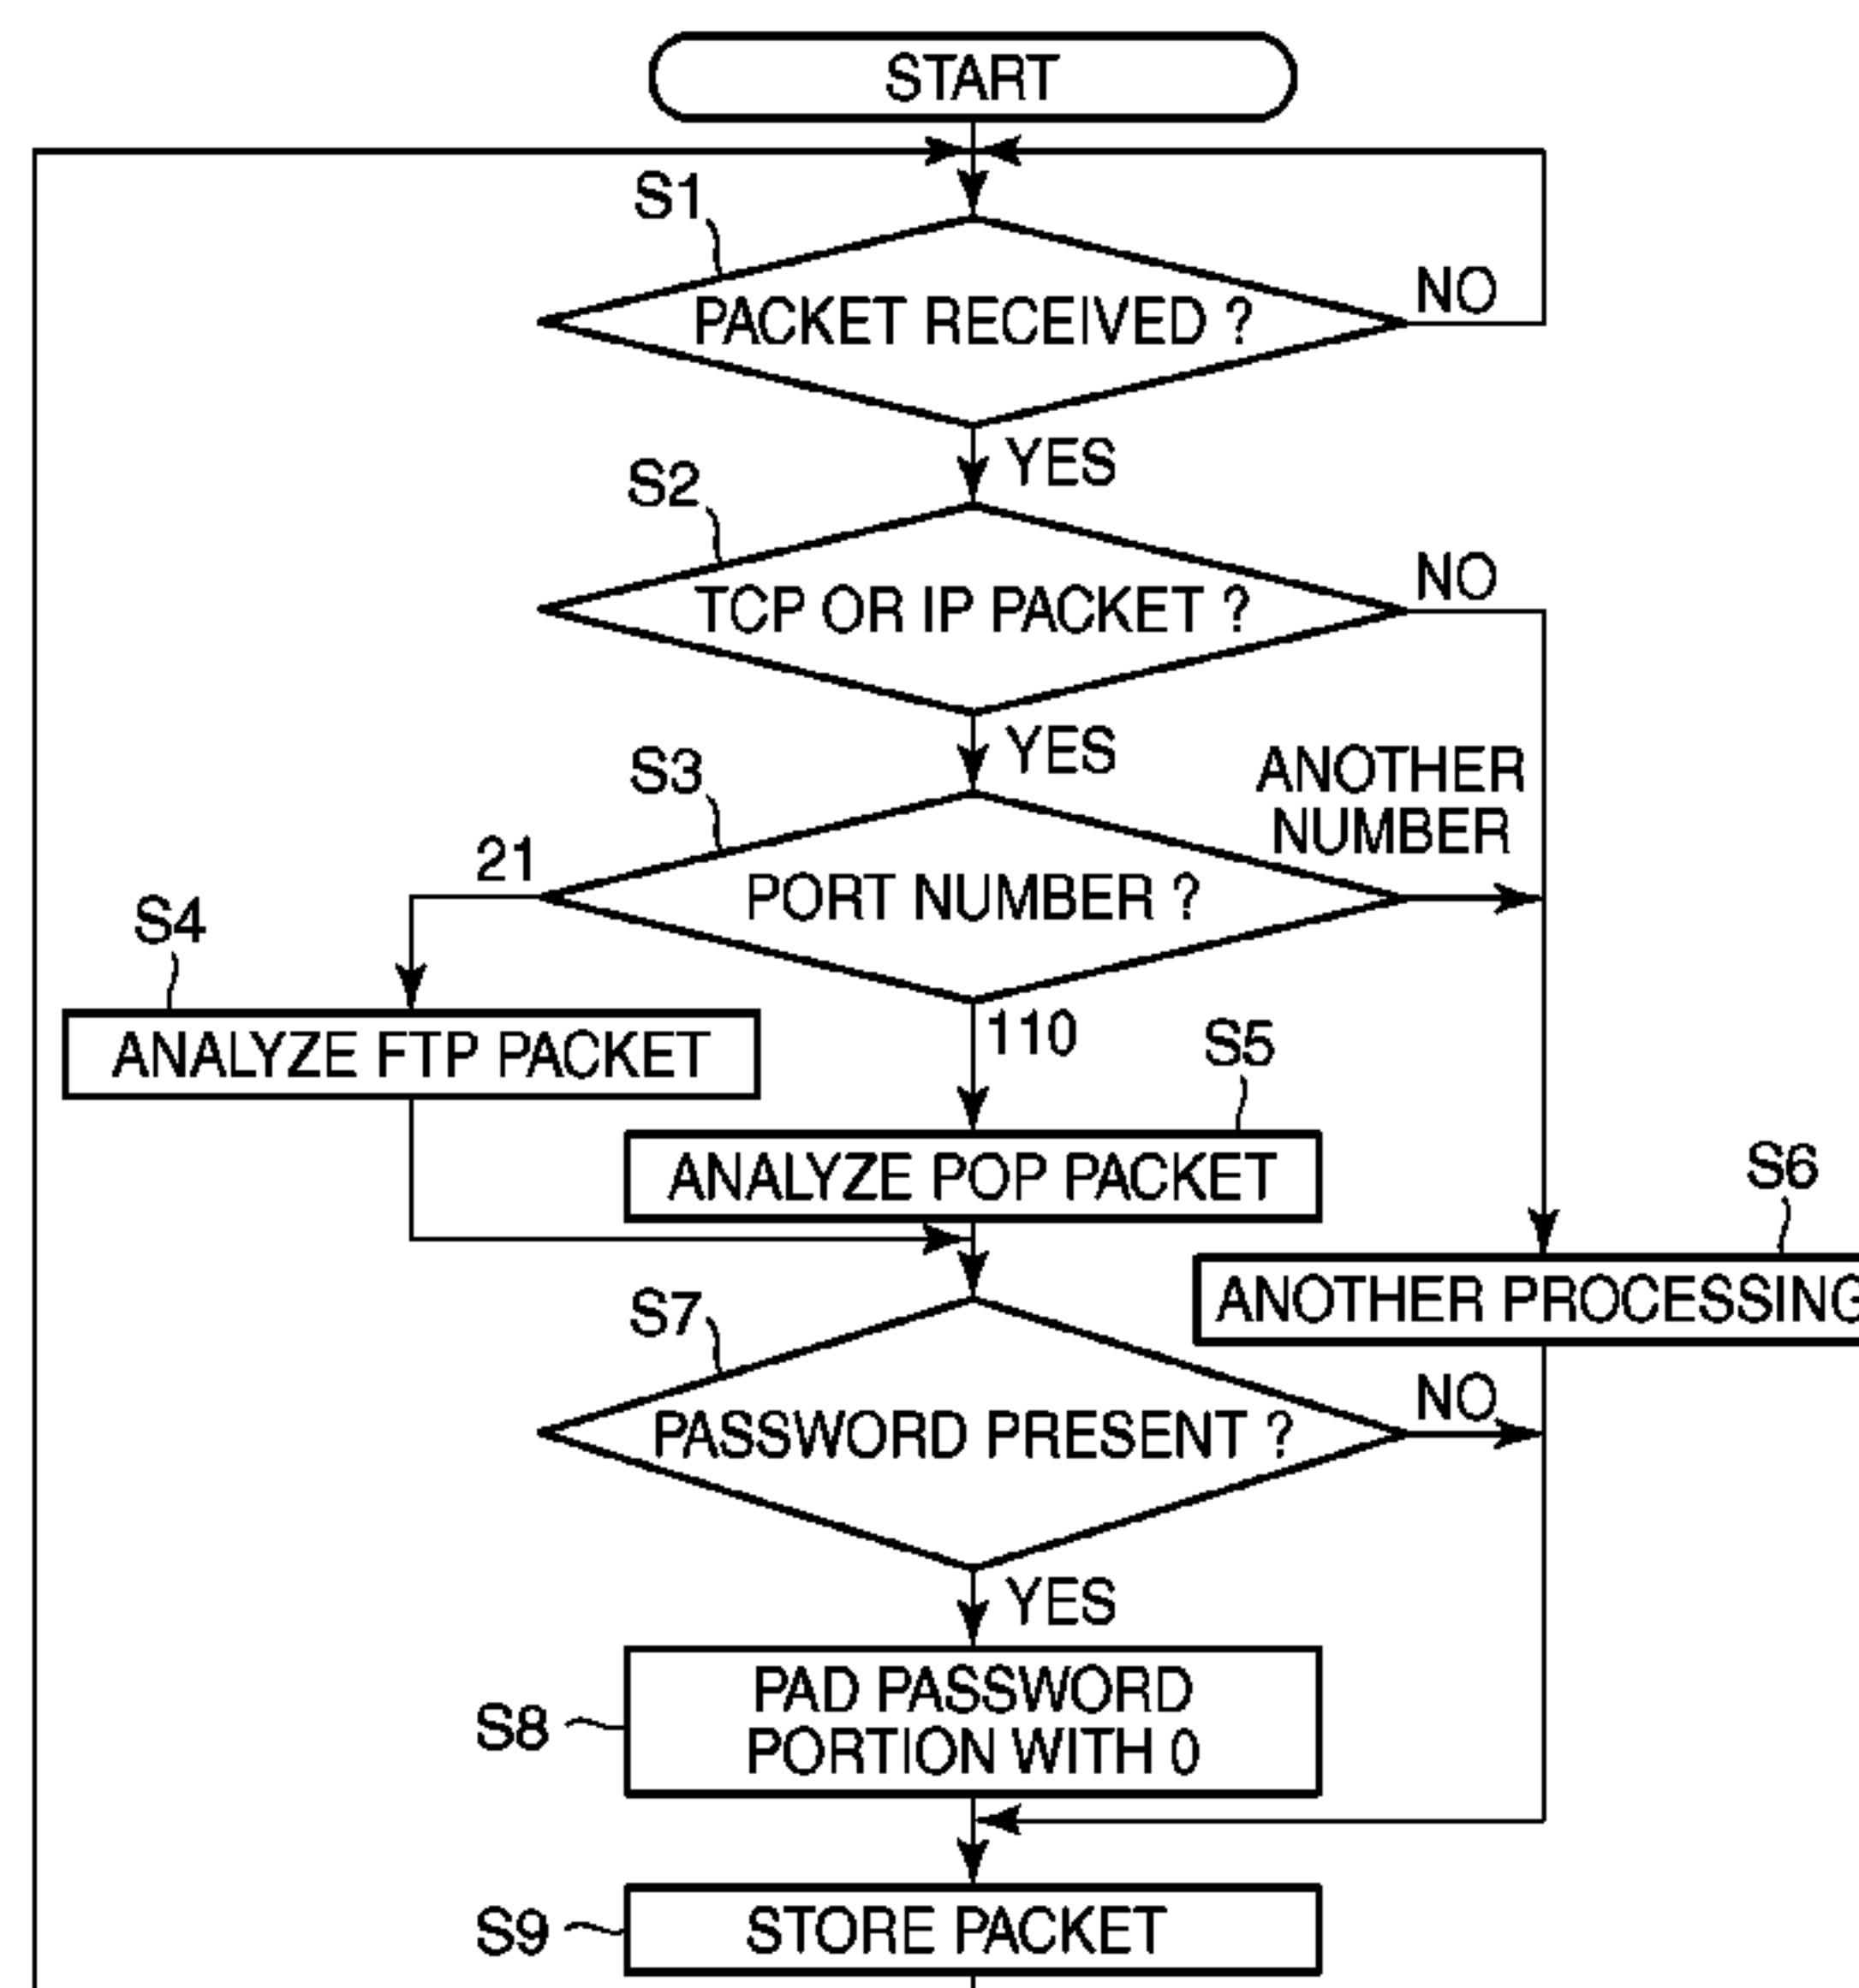 START
S1
PACKET RECEIVED ?
NO
YES
S2
TCP OR IP PACKET ?
NO
YES
S3
ANOTHER
NUMBER
21
PORT NUMBER ?
S4
ANALYZE FTP PACKET
110
S5
ANALYZE POP PACKET
S6
ANOTHER PROCESSING
S7
PASSWORD PRESENT ?
NO
YES
S8
PAD PASSWORD
PORTION WITH 0
S9
STORE PACKET